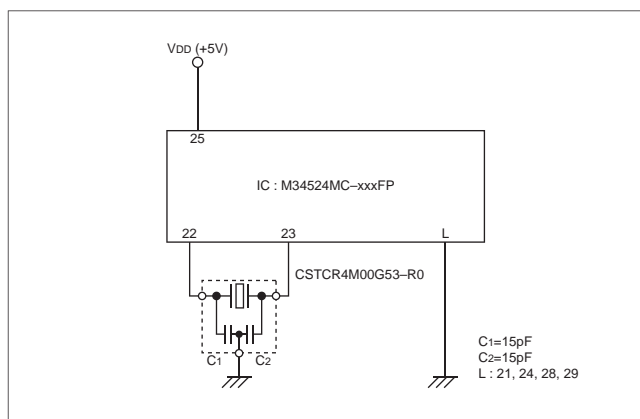 VDD (+5V)
25
IC : M34524MC–xxxFP
22
23
L
CSTCR4M00G53–R0
C1
C2
C1=15pF
C2=15pF
L : 21, 24, 28, 29